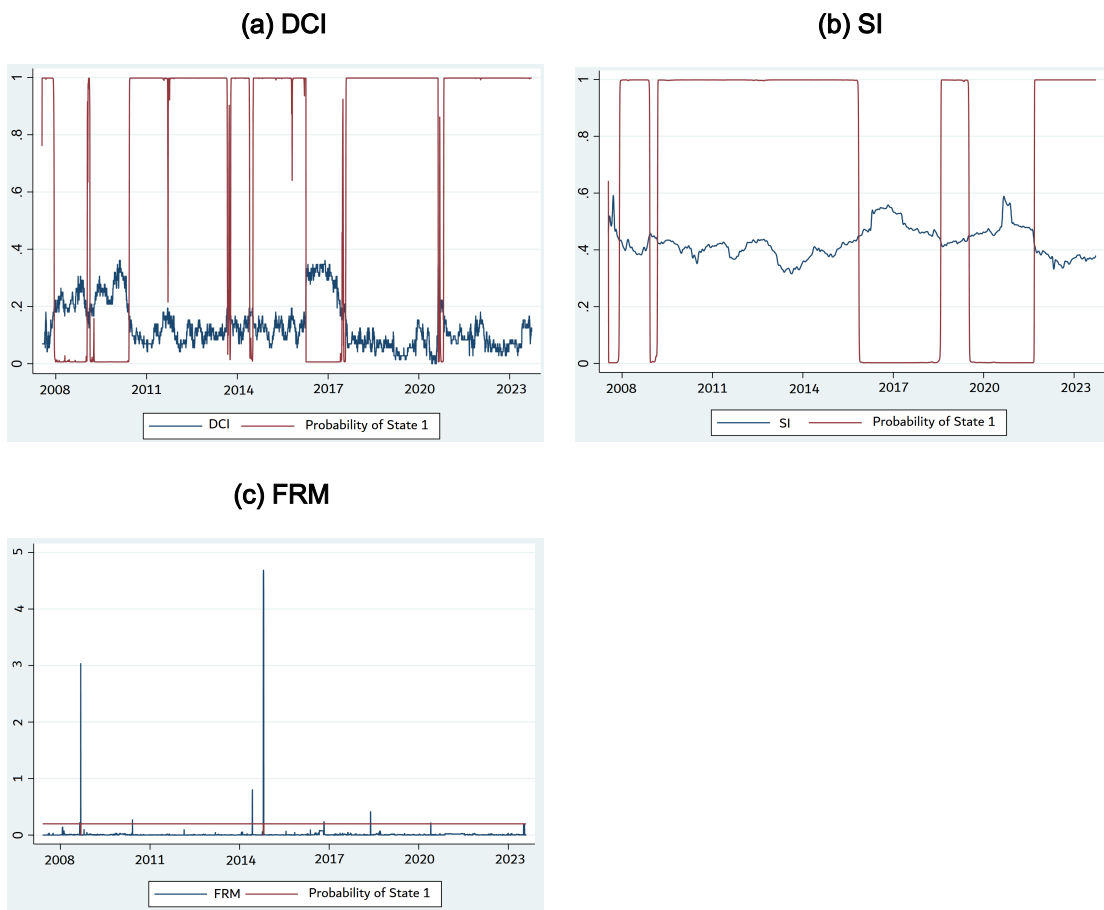 (a) DCI
(b) SI
1
.8
.6
.4
.2
0
2008 2011 2014 2017 2020 2023
DCI Probability of State 1
1
.8
.6
.4
.2
0
2008 2011 2014 2017 2020 2023
SI Probability of State 1
(c) FRM
5
4
3
2
1
0
2008 2011 2014 2017 2020 2023
FRM Probability of State 1